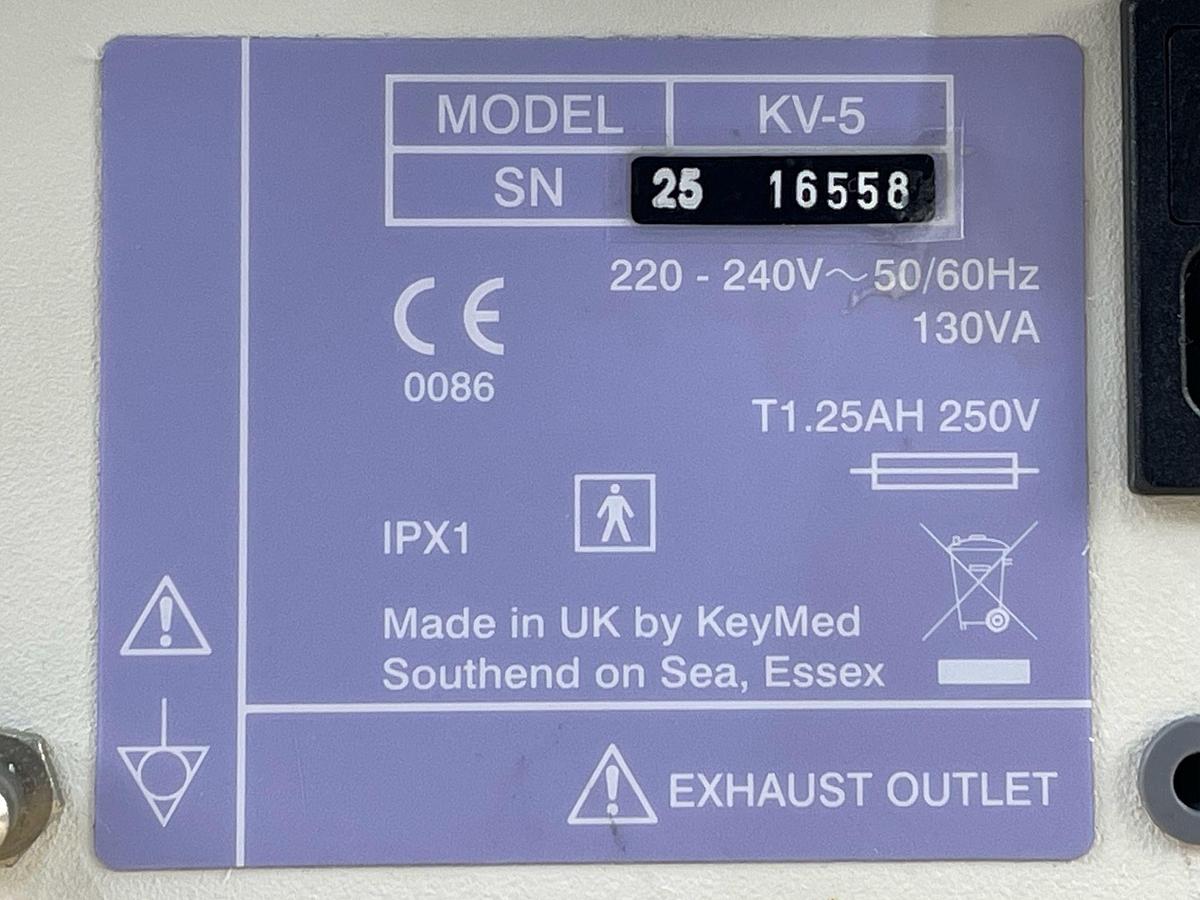 MODEL KV-5
SN 25 16558
220 - 240V～50/60Hz
130VA
CE
0086
T1.25AH 250V
IPX1
Made in UK by KeyMed
Southend on Sea, Essex
EXHAUST OUTLET